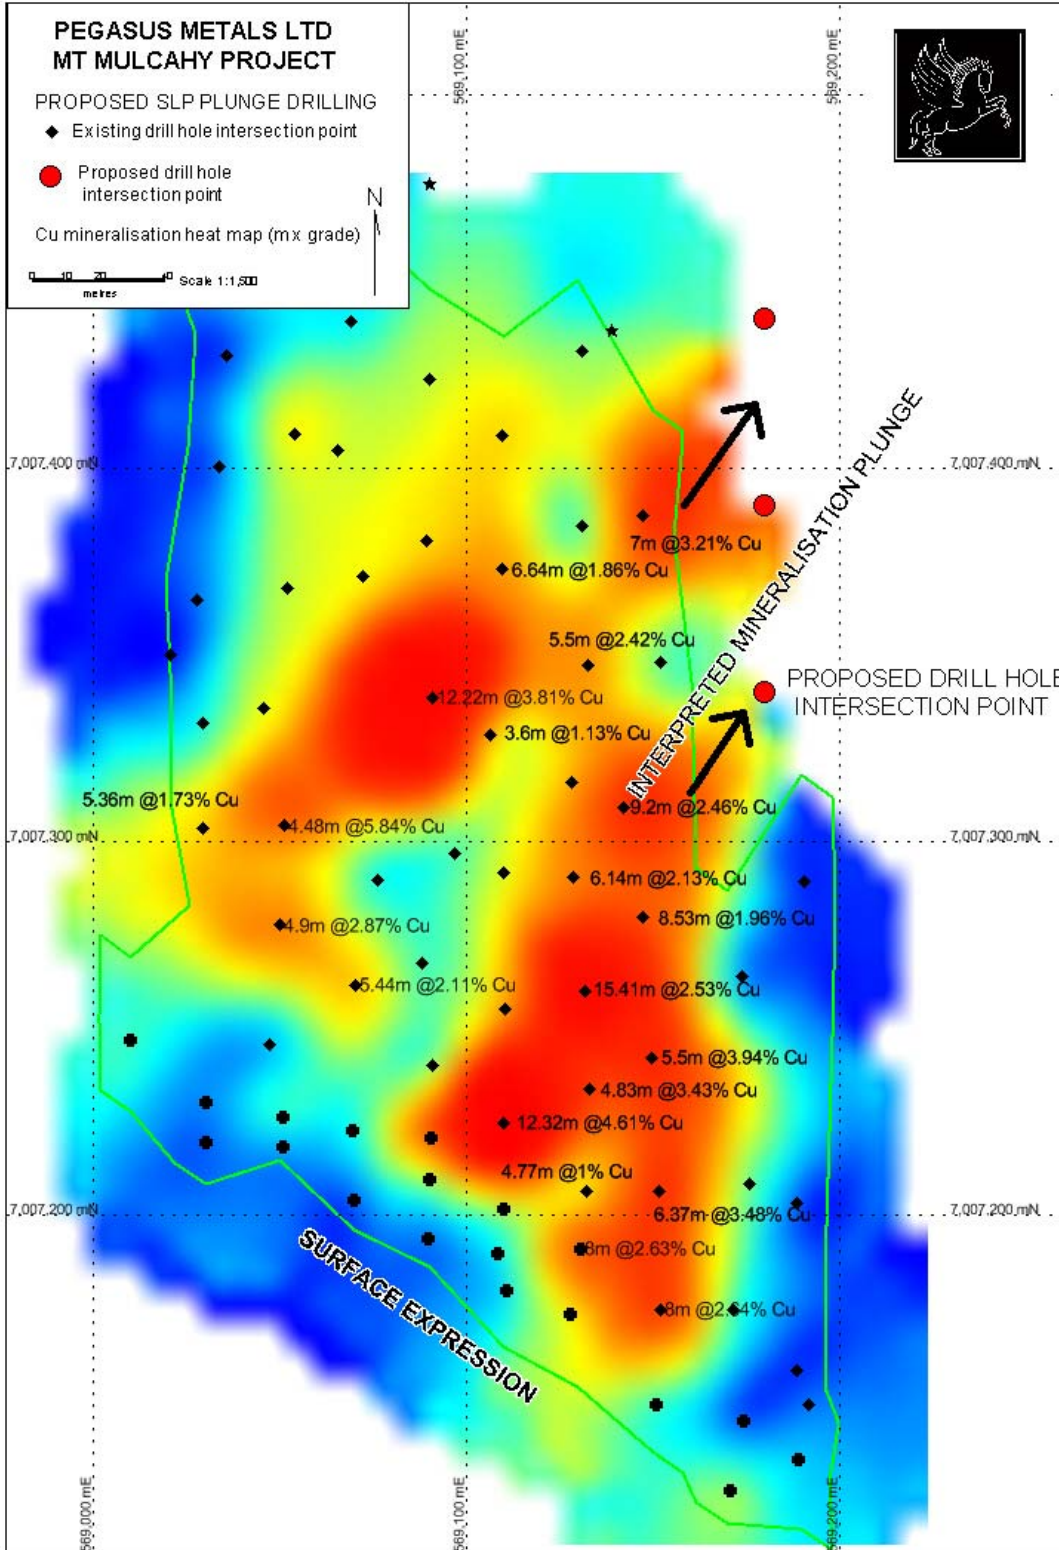 PEGASUS METALS LTD
MT MULCAHY PROJECT
PROPOSED SLP PLUNGE DRILLING
Existing drill hole intersection point
Proposed drill hole
intersection point
N
Cu mineralisation heat map (m x grade)
0 10 20 40 Scale 1:1,500
metres
569,100 mE
569,200 mE
7,007,400 mN
7,007,400 mN
7m @3.21% Cu
6.64m @1.86% Cu
5.5m @2.42% Cu
INTERPRETED MINERALISATION PLUNGE
PROPOSED DRILL HOLE
INTERSECTION POINT
12.22m @3.81% Cu
3.6m @1.13% Cu
5.36m @1.73% Cu
9.2m @2.46% Cu
4.48m @5.84% Cu
7,007,300 mN
7,007,300 mN
6.14m @2.13% Cu
8.53m @1.96% Cu
4.9m @2.87% Cu
5.44m @2.11% Cu
15.41m @2.53% Cu
5.5m @3.94% Cu
4.83m @3.43% Cu
12.32m @4.61% Cu
4.77m @1% Cu
6.37m @3.48% Cu
7,007,200 mN
7,007,200 mN
8m @2.63% Cu
SURFACE EXPRESSION
8m @2.64% Cu
569,000 mE
569,100 mE
569,200 mE